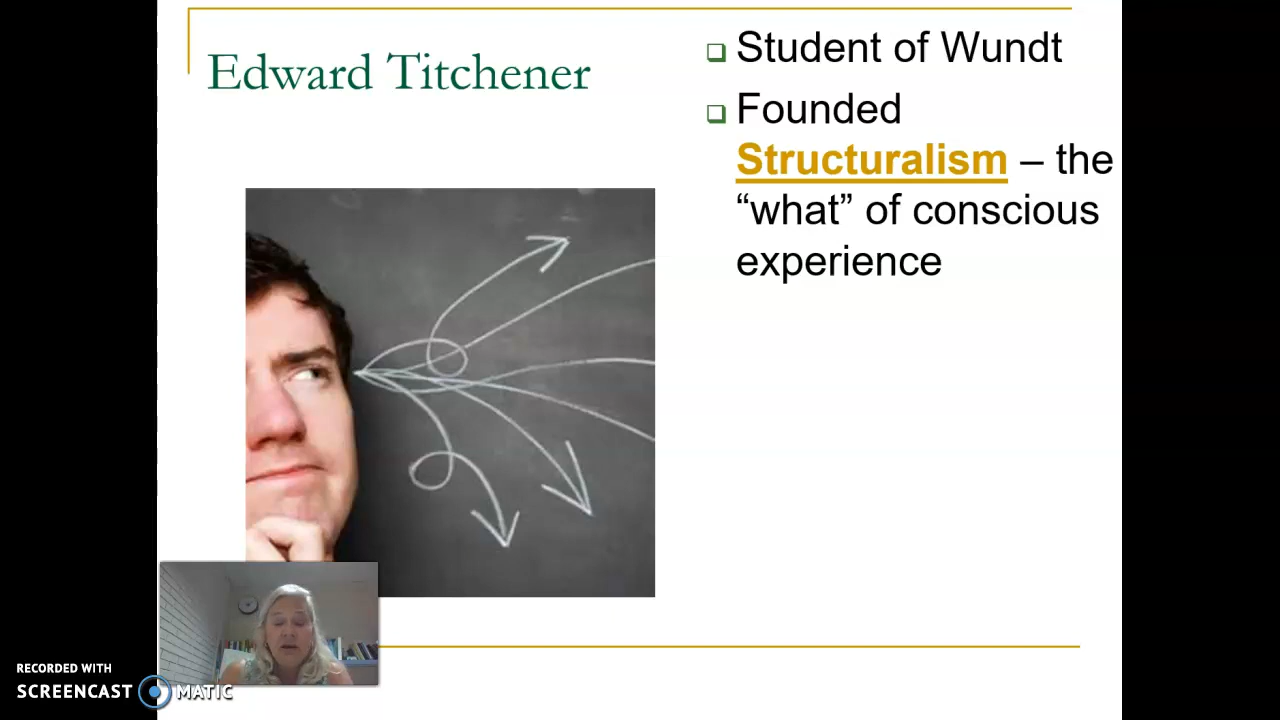 Edward Titchener
Student of Wundt
Founded
Structuralism – the
“what” of conscious
experience
RECORDED WITH
SCREENCAST MATIC